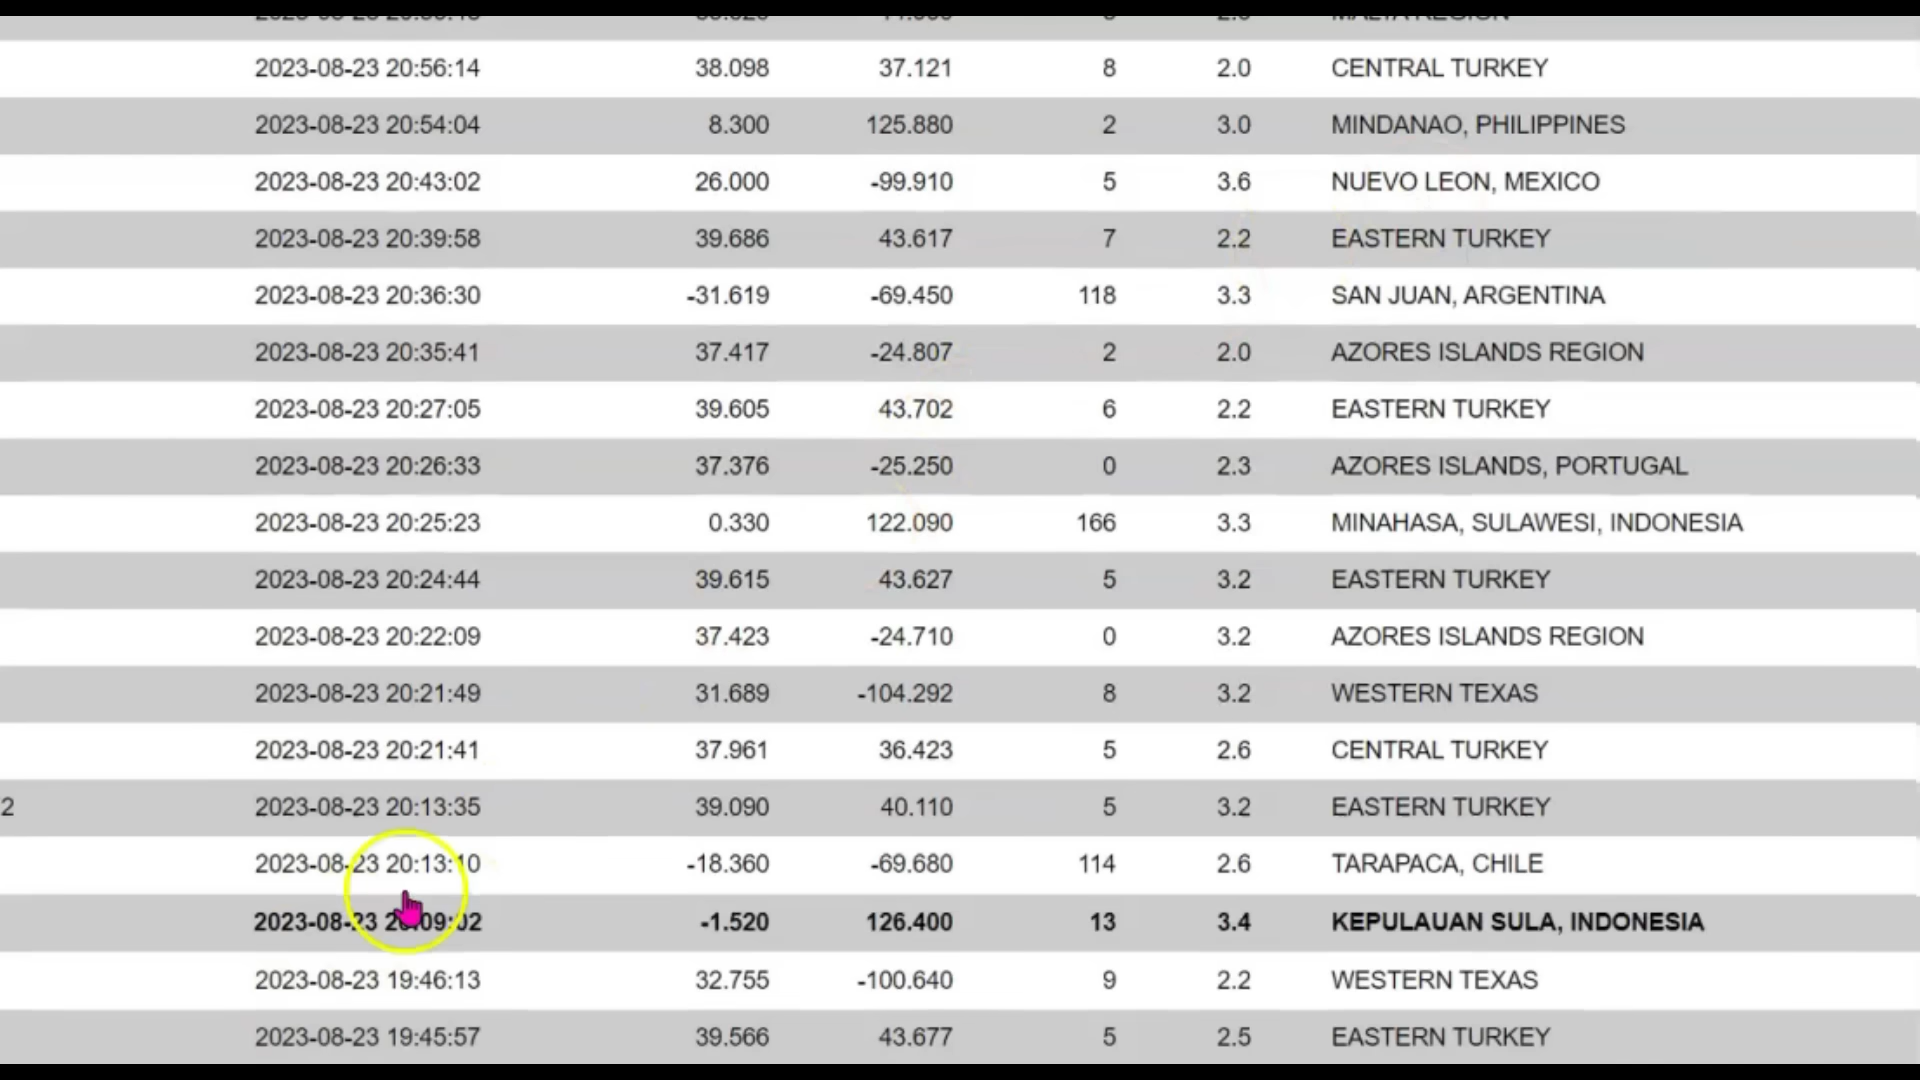 2023-08-23 20:56:14 38.098 37.121 8 2.0 CENTRAL TURKEY
2023-08-23 20:54:04 8.300 125.880 2 3.0 MINDANAO, PHILIPPINES
2023-08-23 20:43:02 26.000 -99.910 5 3.6 NUEVO LEON, MEXICO
2023-08-23 20:39:58 39.686 43.617 7 2.2 EASTERN TURKEY
2023-08-23 20:36:30 -31.619 -69.450 118 3.3 SAN JUAN, ARGENTINA
2023-08-23 20:35:41 37.417 -24.807 2 2.0 AZORES ISLANDS REGION
2023-08-23 20:27:05 39.605 43.702 6 2.2 EASTERN TURKEY
2023-08-23 20:26:33 37.376 -25.250 0 2.3 AZORES ISLANDS, PORTUGAL
2023-08-23 20:25:23 0.330 122.090 166 3.3 MINAHASA, SULAWESI, INDONESIA
2023-08-23 20:24:44 39.615 43.627 5 3.2 EASTERN TURKEY
2023-08-23 20:22:09 37.423 -24.710 0 3.2 AZORES ISLANDS REGION
2023-08-23 20:21:49 31.689 -104.292 8 3.2 WESTERN TEXAS
2023-08-23 20:21:41 37.961 36.423 5 2.6 CENTRAL TURKEY
2 2023-08-23 20:13:35 39.090 40.110 5 3.2 EASTERN TURKEY
2023-08-23 20:13:10 -18.360 -69.680 114 2.6 TARAPACA, CHILE
2023-08-23 20:09:02 -1.520 126.400 13 3.4 KEPULAUAN SULA, INDONESIA
2023-08-23 19:46:13 32.755 -100.640 9 2.2 WESTERN TEXAS
2023-08-23 19:45:57 39.566 43.677 5 2.5 EASTERN TURKEY